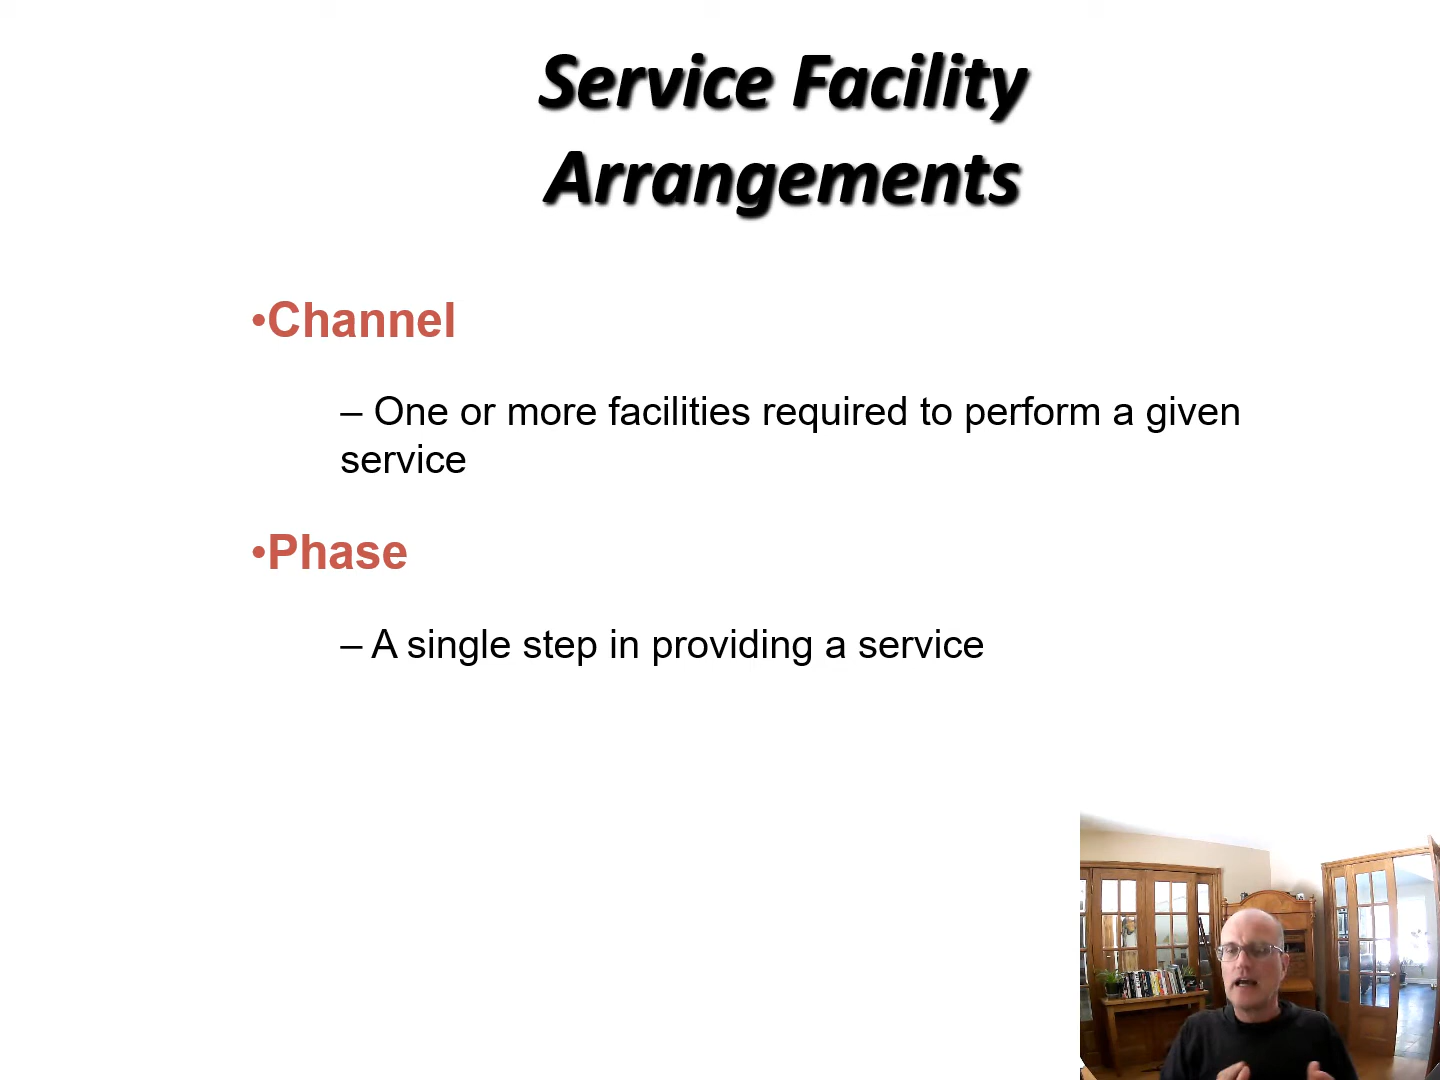 Service Facility
Arrangements
•Channel
– One or more facilities required to perform a given
service
•Phase
– A single step in providing a service